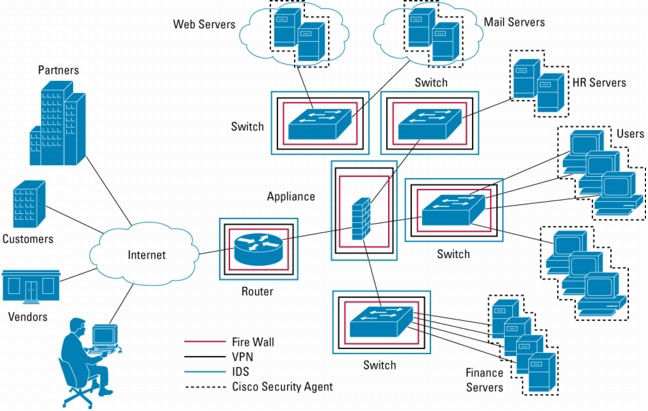 Web Servers
Mail Servers
Partners
Switch
HR Servers
Switch
Users
Appliance
Customers
Internet
Switch
Router
Vendors
Fire Wall
VPN
IDS
Cisco Security Agent
Switch
Finance
Servers